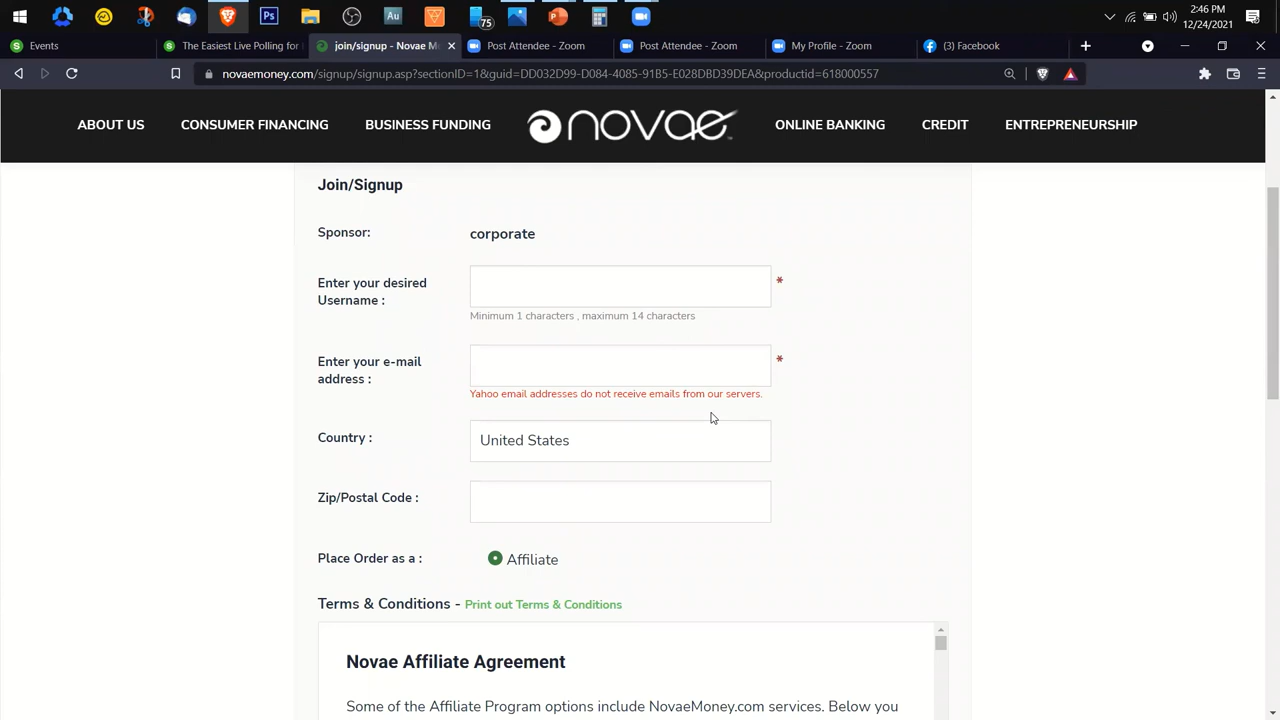 75
2:46 PM
12/24/2021
Events
The Easiest Live Polling for
join/signup - Novae M
Post Attendee - Zoom
Post Attendee - Zoom
My Profile - Zoom
(3) Facebook
novaemoney.com/signup/signup.asp?sectionID=1&guid=DD032D99-D084-4085-91B5-E028DBD39DEA&productid=618000557
ABOUT US
CONSUMER FINANCING
BUSINESS FUNDING
novae
ONLINE BANKING
CREDIT
ENTREPRENEURSHIP
Join/Signup
Sponsor:
corporate
Enter your desired
Username :
*
Minimum 1 characters , maximum 14 characters
Enter your e-mail
address :
*
Yahoo email addresses do not receive emails from our servers.
Country :
United States
Zip/Postal Code :
Place Order as a :
Affiliate
Terms & Conditions - Print out Terms & Conditions
Novae Affiliate Agreement
Some of the Affiliate Program options include NovaeMoney.com services. Below you